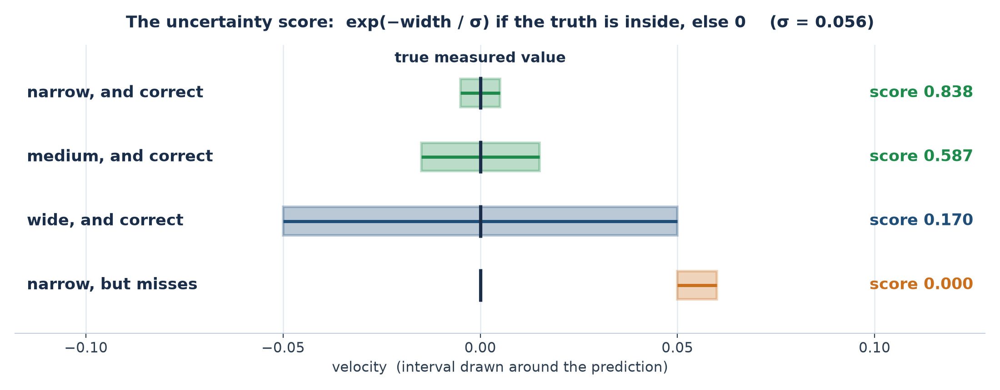 The uncertainty score:  exp(−width / σ) if the truth is inside, else 0    (σ = 0.056)
true measured value
narrow, and correct score 0.838
medium, and correct score 0.587
wide, and correct score 0.170
narrow, but misses score 0.000
−0.10 −0.05 0.00 0.05 0.10
velocity  (interval drawn around the prediction)